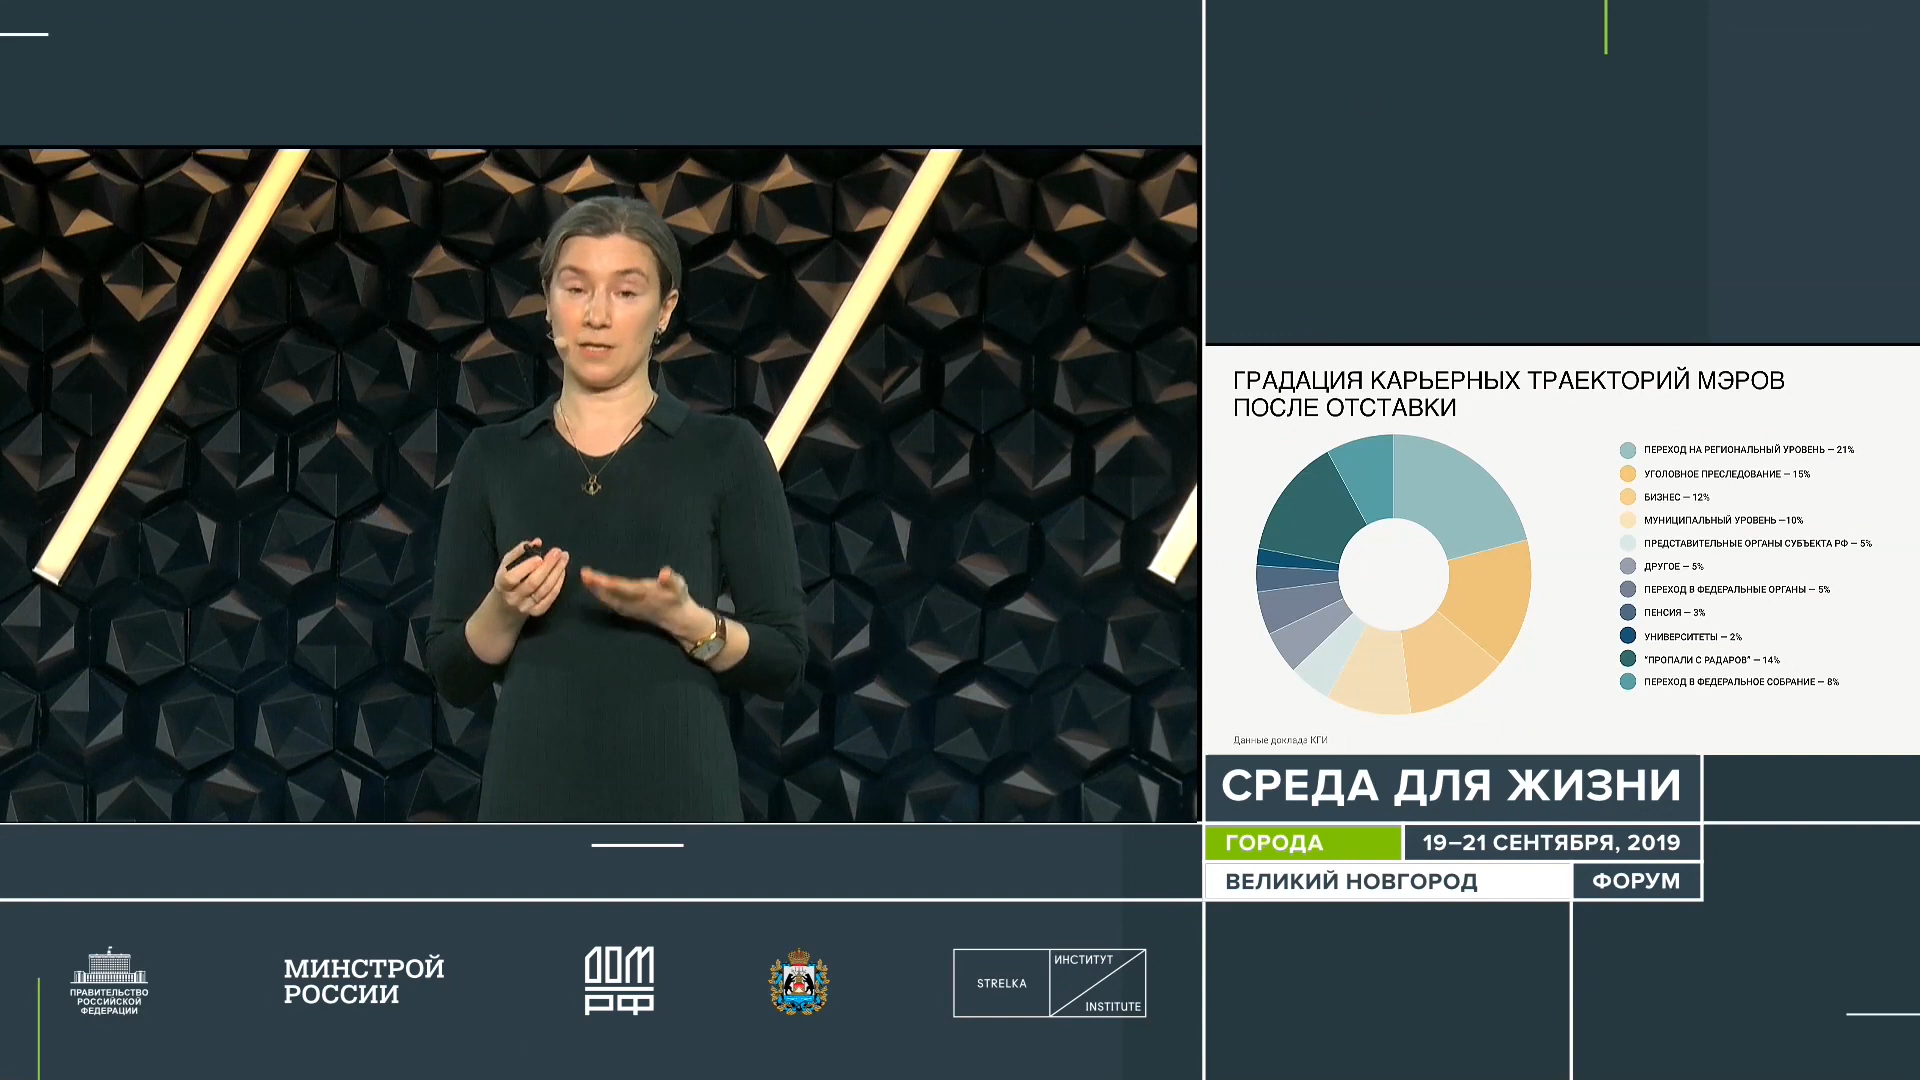 ГРАДАЦИЯ КАРЬЕРНЫХ ТРАЕКТОРИЙ МЭРОВ
ПОСЛЕ ОТСТАВКИ
ПЕРЕХОД НА РЕГИОНАЛЬНЫЙ УРОВЕНЬ – 21%
УГОЛОВНОЕ ПРЕСЛЕДОВАНИЕ – 15%
БИЗНЕС – 12%
МУНИЦИПАЛЬНЫЙ УРОВЕНЬ –10%
ПРЕДСТАВИТЕЛЬНЫЕ ОРГАНЫ СУБЪЕКТА РФ – 5%
ДРУГОЕ – 5%
ПЕРЕХОД В ФЕДЕРАЛЬНЫЕ ОРГАНЫ – 5%
ПЕНСИЯ – 3%
УНИВЕРСИТЕТЫ – 2%
"ПРОПАЛИ С РАДАРОВ" – 14%
ПЕРЕХОД В ФЕДЕРАЛЬНОЕ СОБРАНИЕ – 8%
Данные доклада КГИ
СРЕДА ДЛЯ ЖИЗНИ
ГОРОДА
19–21 СЕНТЯБРЯ, 2019
ВЕЛИКИЙ НОВГОРОД
ФОРУМ
ПРАВИТЕЛЬСТВО
РОССИЙСКОЙ
ФЕДЕРАЦИИ
МИНСТРОЙ
РОССИИ
ДОМ
РФ
STRELKA
ИНСТИТУТ
INSTITUTE